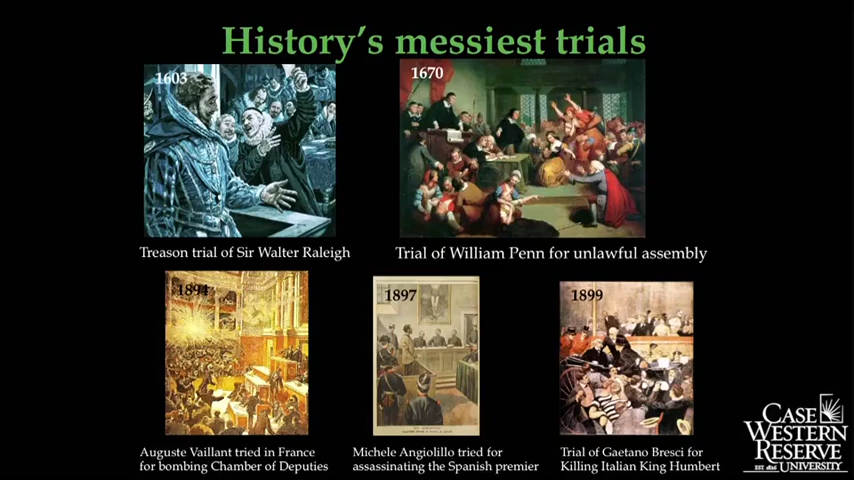 History's messiest trials
1603
1670
Treason trial of Sir Walter Raleigh
Trial of William Penn for unlawful assembly
1894
1897
1899
Auguste Vaillant tried in France
for bombing Chamber of Deputies
Michele Angiolillo tried for
assassinating the Spanish premier
Trial of Gaetano Bresci for
Killing Italian King Humbert
CASE
WESTERN
RESERVE
EST. 1826 UNIVERSITY